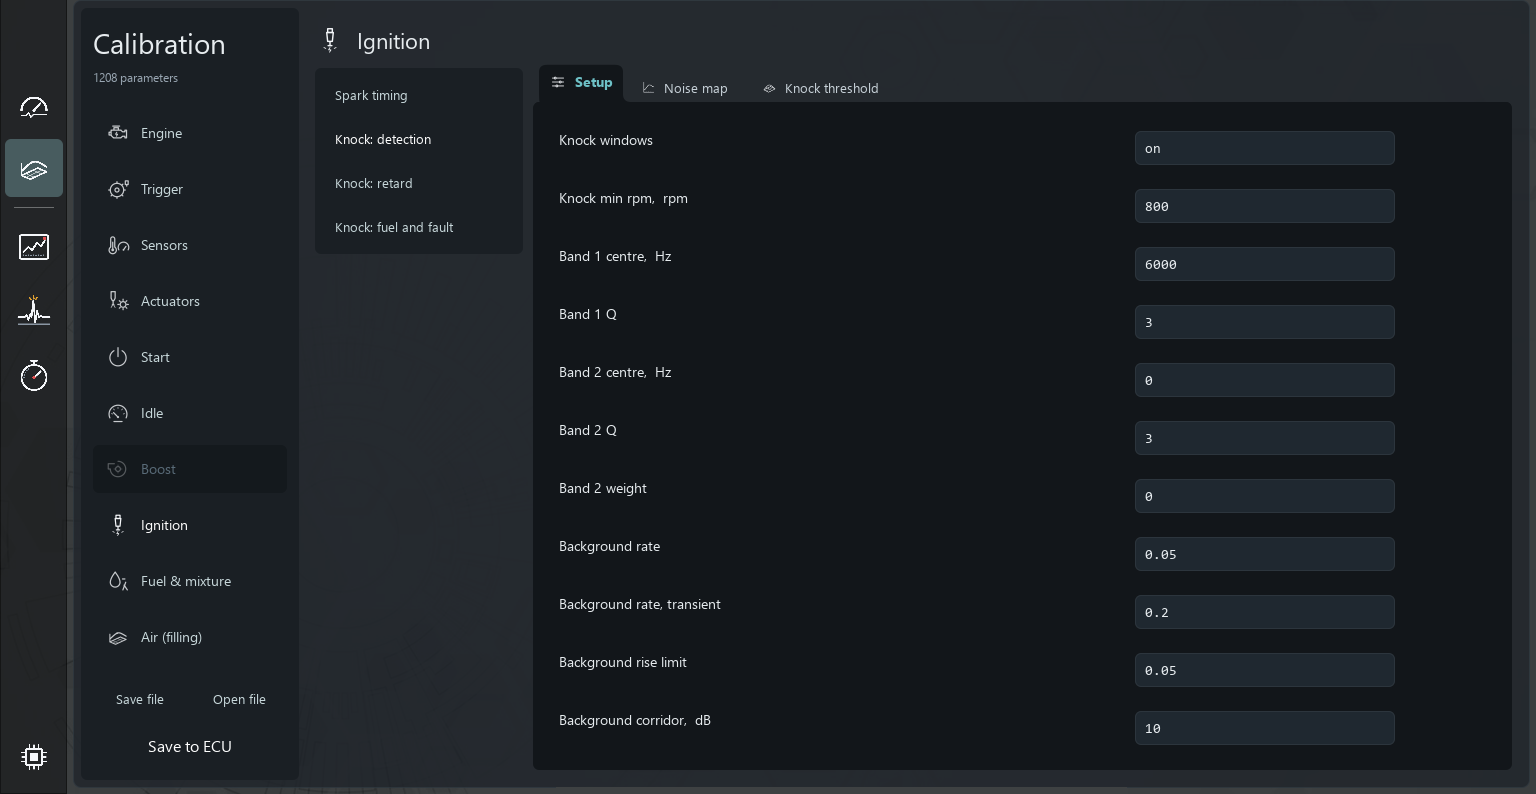 Calibration
1208 parameters
Engine
Trigger
Sensors
Actuators
Start
Idle
Boost
Ignition
Fuel & mixture
Air (filling)
Save file
Open file
Save to ECU
Ignition
Spark timing
Knock: detection
Knock: retard
Knock: fuel and fault
Setup
Noise map
Knock threshold
Knock windows
on
Knock min rpm, rpm
800
Band 1 centre, Hz
6000
Band 1 Q
3
Band 2 centre, Hz
0
Band 2 Q
3
Band 2 weight
0
Background rate
0.05
Background rate, transient
0.2
Background rise limit
0.05
Background corridor, dB
10